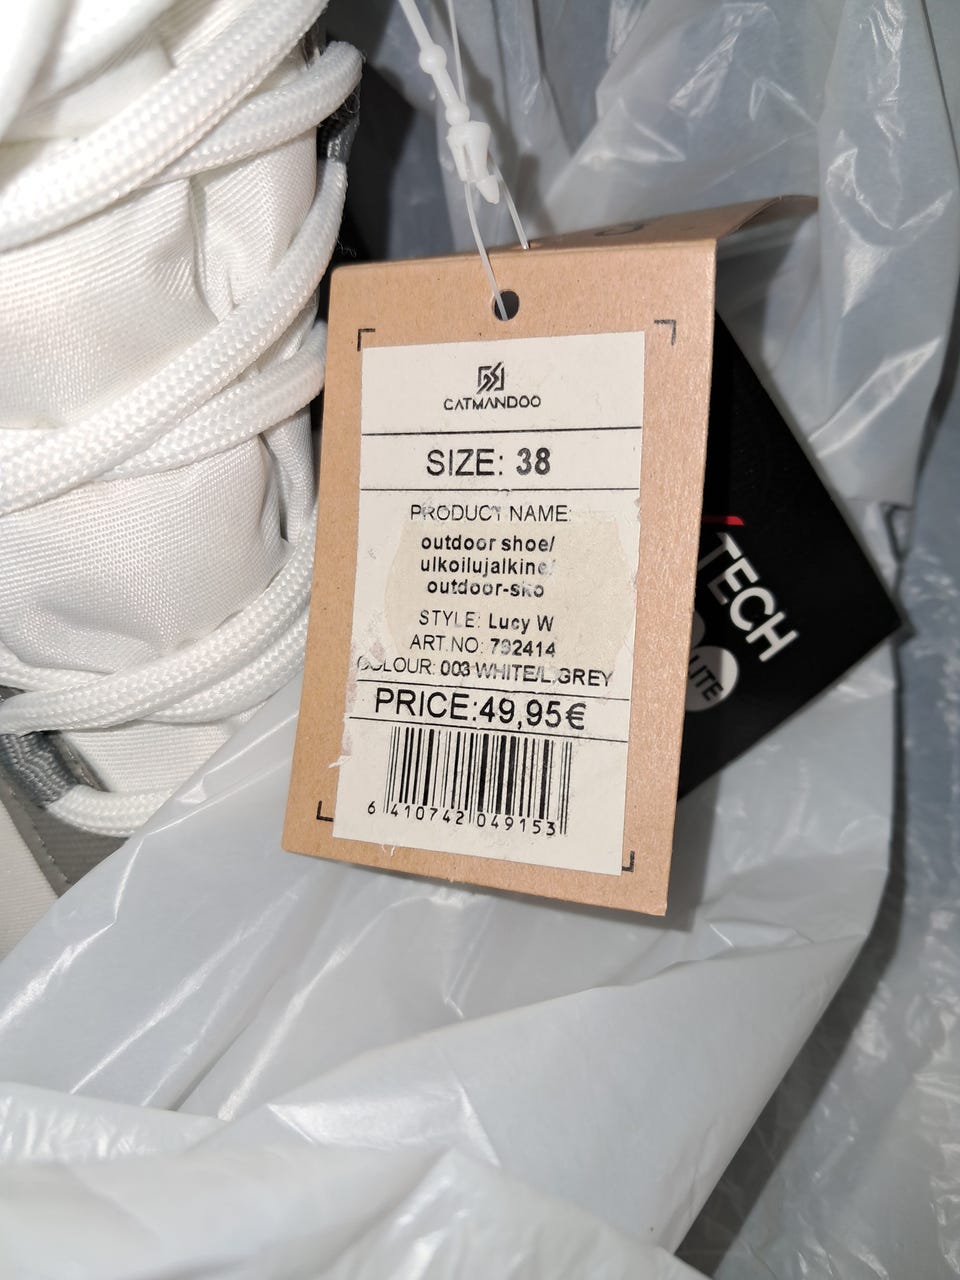 CATMANDOO
SIZE: 38
PRODUCT NAME:
outdoor shoe/
ulkoilujalkine/
outdoor-sko
STYLE: Lucy W
ART.NO: 792414
COLOUR: 003 WHITE/L.GREY
PRICE:49,95€
6 410742 049153
TECH
LITE